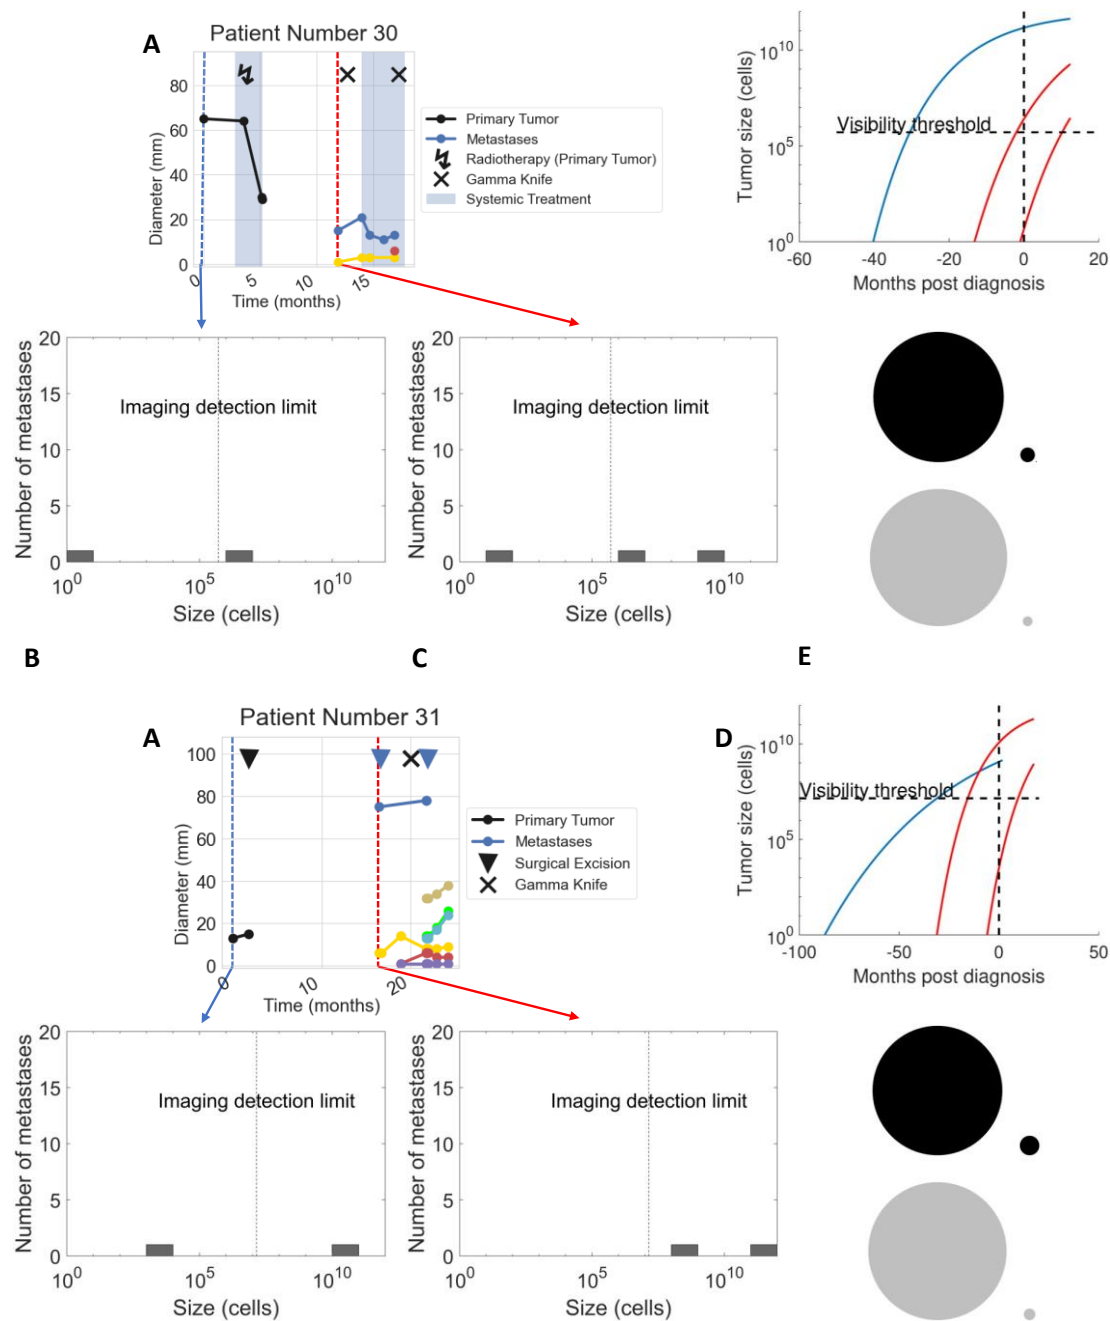 A
Patient Number 30
Diameter (mm)
80
60
40
20
0
0
5
10
15
Time (months)
Primary Tumor
Metastases
Radiotherapy (Primary Tumor)
Gamma Knife
Systemic Treatment
Tumor size (cells)
10^10
10^5
10^0
Visibility threshold
-60
-40
-20
0
20
Months post diagnosis
Number of metastases
20
15
10
5
0
Imaging detection limit
10^0
10^5
10^10
Size (cells)
Number of metastases
20
15
10
5
0
Imaging detection limit
10^0
10^5
10^10
Size (cells)
B
C
E
A
Patient Number 31
Diameter (mm)
100
80
60
40
20
0
0
10
20
Time (months)
Primary Tumor
Metastases
Surgical Excision
Gamma Knife
D
Tumor size (cells)
10^10
10^5
10^0
Visibility threshold
-100
-50
0
50
Months post diagnosis
Number of metastases
20
15
10
5
0
Imaging detection limit
10^0
10^5
10^10
Size (cells)
Number of metastases
20
15
10
5
0
Imaging detection limit
10^0
10^5
10^10
Size (cells)